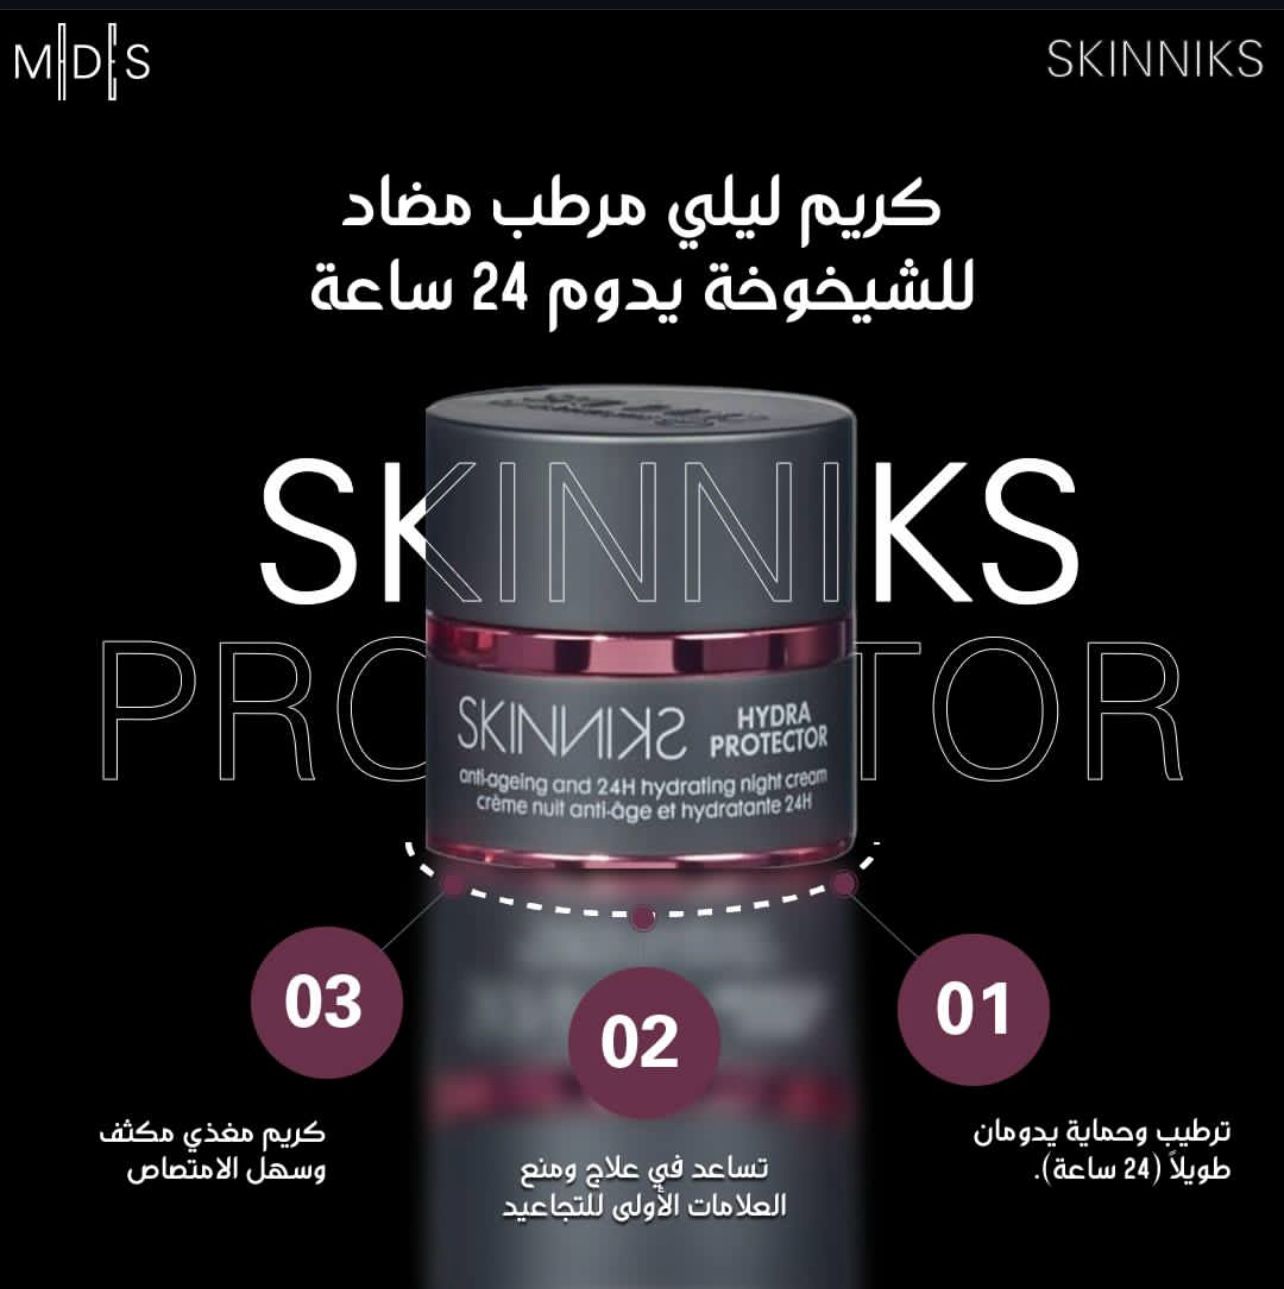 MDES
SKINNIKS
كريم ليلي مرطب مضاد
للشيخوخة يدوم 24 ساعة
SKINNIKS
SKINNIKS
HYDRA
PROTECTOR
anti-ageing and 24H hydrating night cream
crème nuit anti-âge et hydratante 24H
01
ترطيب وحماية يدومان
طويلاً (24 ساعة).
02
تساعد في علاج ومنع
العلامات الأولى للتجاعيد
03
كريم مغذي مكثف
وسهل الامتصاص